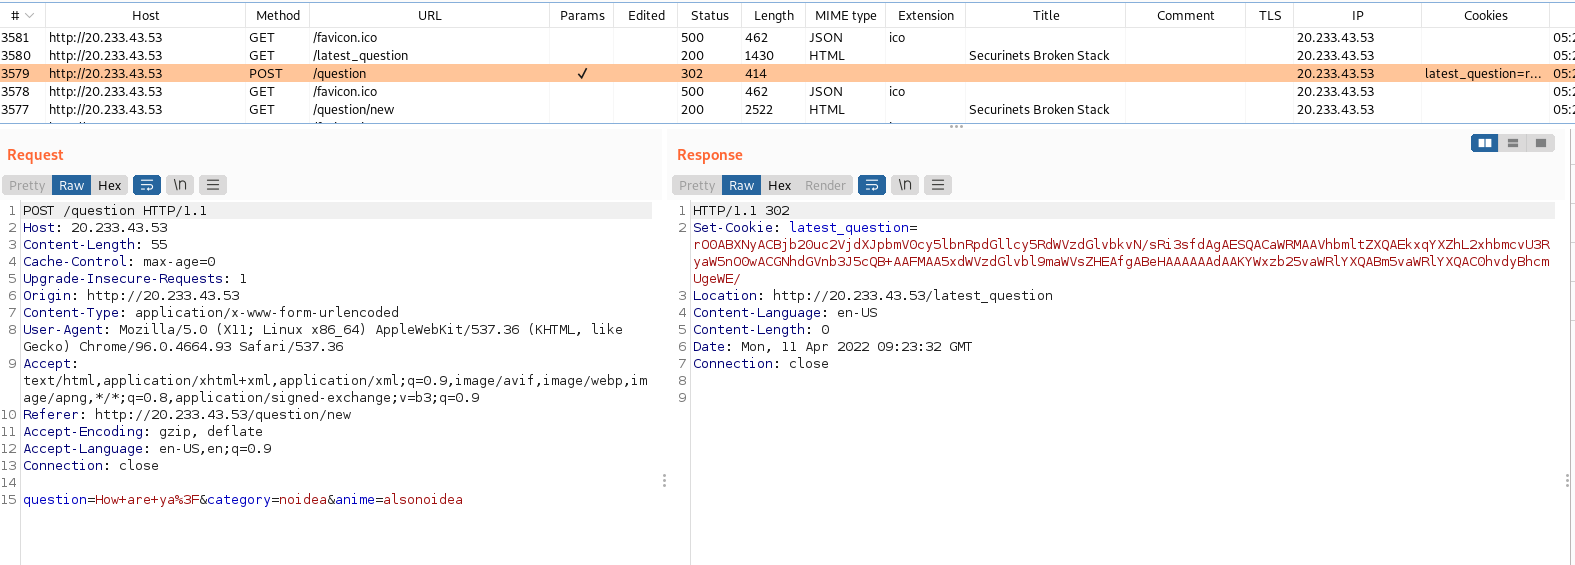 # Host Method URL Params Edited Status Length MIME type Extension Title Comment TLS IP Cookies
3581 http://20.233.43.53 GET /favicon.ico 500 462 JSON ico 20.233.43.53 05:2
3580 http://20.233.43.53 GET /latest_question 200 1430 HTML Securinets Broken Stack 20.233.43.53 05:2
3579 http://20.233.43.53 POST /question ✓ 302 414 20.233.43.53 latest_question=r... 05:2
3578 http://20.233.43.53 GET /favicon.ico 500 462 JSON ico 20.233.43.53 05:2
3577 http://20.233.43.53 GET /question/new 200 2522 HTML Securinets Broken Stack 20.233.43.53 05:2
Request
Pretty Raw Hex \n
1 POST /question HTTP/1.1
2 Host: 20.233.43.53
3 Content-Length: 55
4 Cache-Control: max-age=0
5 Upgrade-Insecure-Requests: 1
6 Origin: http://20.233.43.53
7 Content-Type: application/x-www-form-urlencoded
8 User-Agent: Mozilla/5.0 (X11; Linux x86_64) AppleWebKit/537.36 (KHTML, like
Gecko) Chrome/96.0.4664.93 Safari/537.36
9 Accept:
text/html,application/xhtml+xml,application/xml;q=0.9,image/avif,image/webp,im
age/apng,*/*;q=0.8,application/signed-exchange;v=b3;q=0.9
10 Referer: http://20.233.43.53/question/new
11 Accept-Encoding: gzip, deflate
12 Accept-Language: en-US,en;q=0.9
13 Connection: close
14
15 question=How+are+ya%3F&category=noidea&anime=alsonoidea
Response
Pretty Raw Hex Render \n
1 HTTP/1.1 302
2 Set-Cookie: latest_question=
rO0ABXNyACBjb20uc2VjdXJpbmV0cy5lbnRpdGllcy5RdWVzdGlvbkvN/sRi3sfdAgAESQACaWRMAAVhbmltZXQAEkxqYXZhL2xhbmcvU3R
yaW5nO0wACGNhdGVnb3J5cQB+AAFMAA5xdWVzdGlvbl9maWVsZHEAfgABeHAAAAAAdAAKYWxzb25vaWRlYXQABm5vaWRlYXQAC0hvdyBhcm
UgeWE/
3 Location: http://20.233.43.53/latest_question
4 Content-Language: en-US
5 Content-Length: 0
6 Date: Mon, 11 Apr 2022 09:23:32 GMT
7 Connection: close
8
9